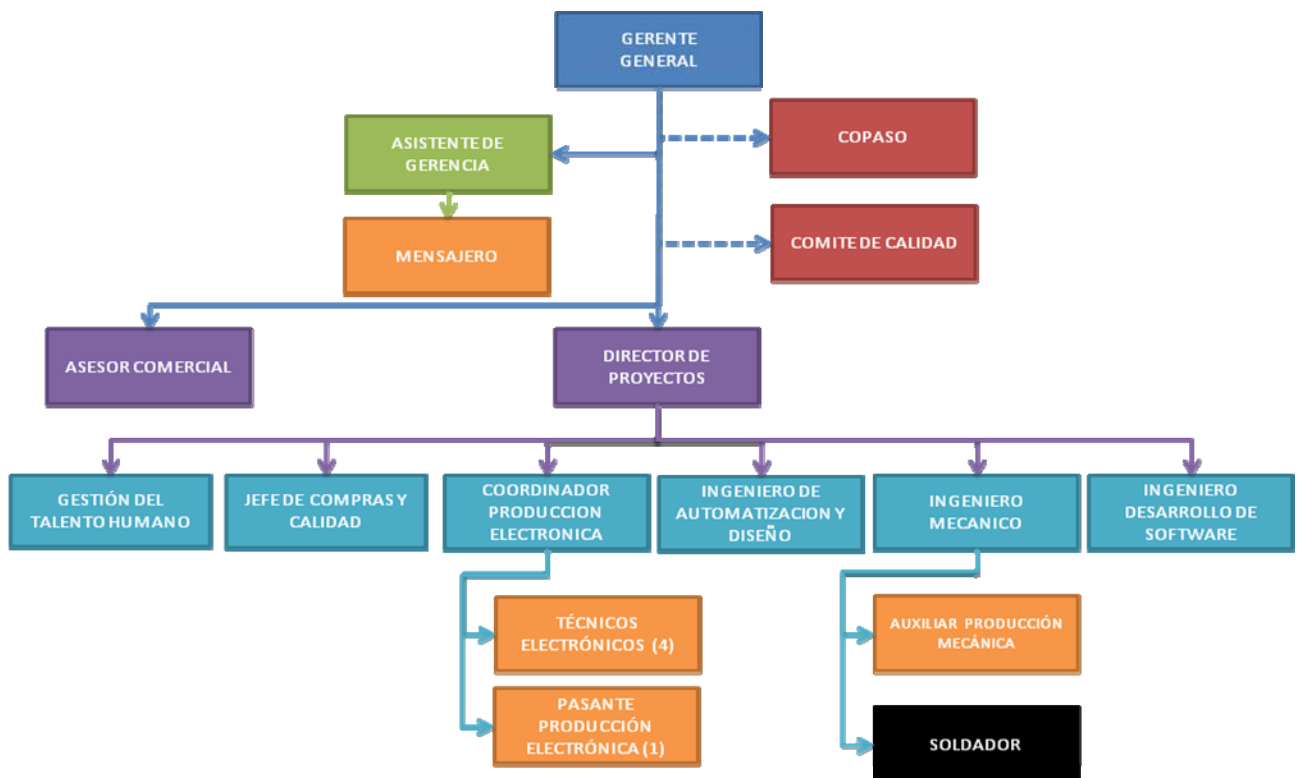 GERENTE
GENERAL
ASISTENTE DE
GERENCIA
COPASO
MENSAJERO
COMITE DE CALIDAD
ASESOR COMERCIAL
DIRECTOR DE
PROYECTOS
GESTIÓN DEL
TALENTO HUMANO
JEFE DE COMPRAS Y
CALIDAD
COORDINADOR
PRODUCCION
ELECTRONICA
INGENIERO DE
AUTOMATIZACION Y
DISEÑO
INGENIERO
MECANICO
INGENIERO
DESARROLLO DE
SOFTWARE
TÉCNICOS
ELECTRÓNICOS (4)
AUXILIAR PRODUCCIÓN
MECÁNICA
PASANTE
PRODUCCIÓN
ELECTRÓNICA (1)
SOLDADOR